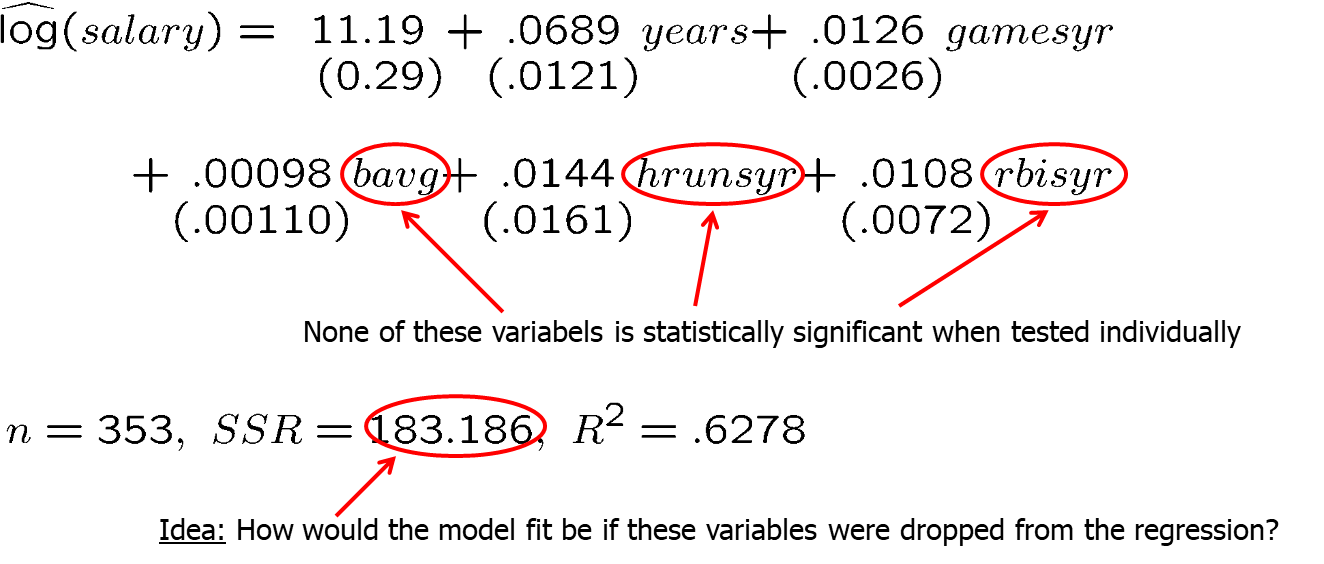 log(salary) = 11.19 + .0689 years+ .0126 gamesyr
(0.29) (.0121) (.0026)
+ .00098 bavg+ .0144 hrunsyr+ .0108 rbisyr
(.00110) (.0161) (.0072)
None of these variabels is statistically significant when tested individually
n = 353, SSR = 183.186, R² = .6278
Idea: How would the model fit be if these variables were dropped from the regression?